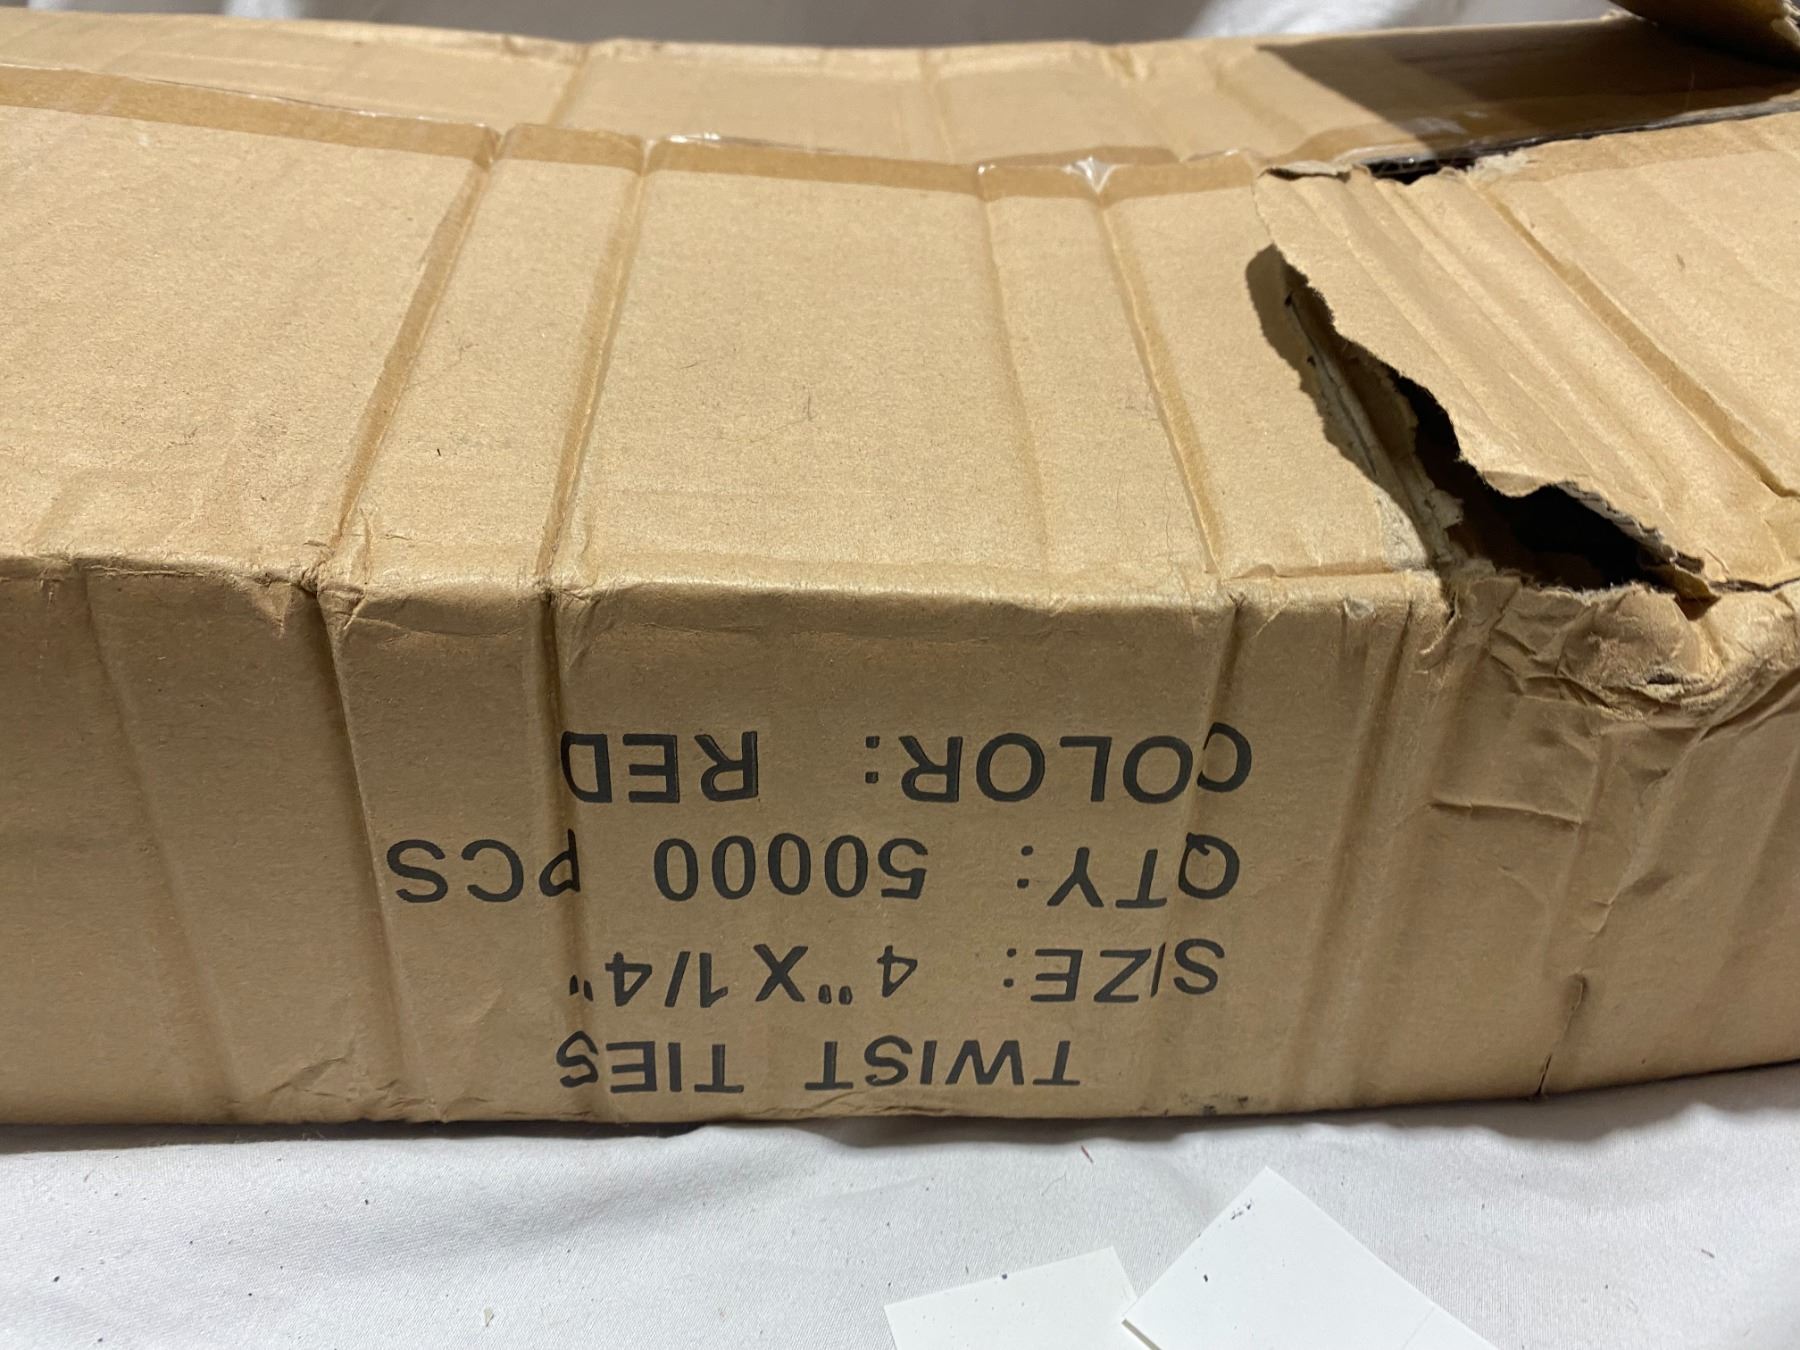 TWIST TIES
SIZE: 4"X1/4"
QTY: 50000 PCS
COLOR: RED